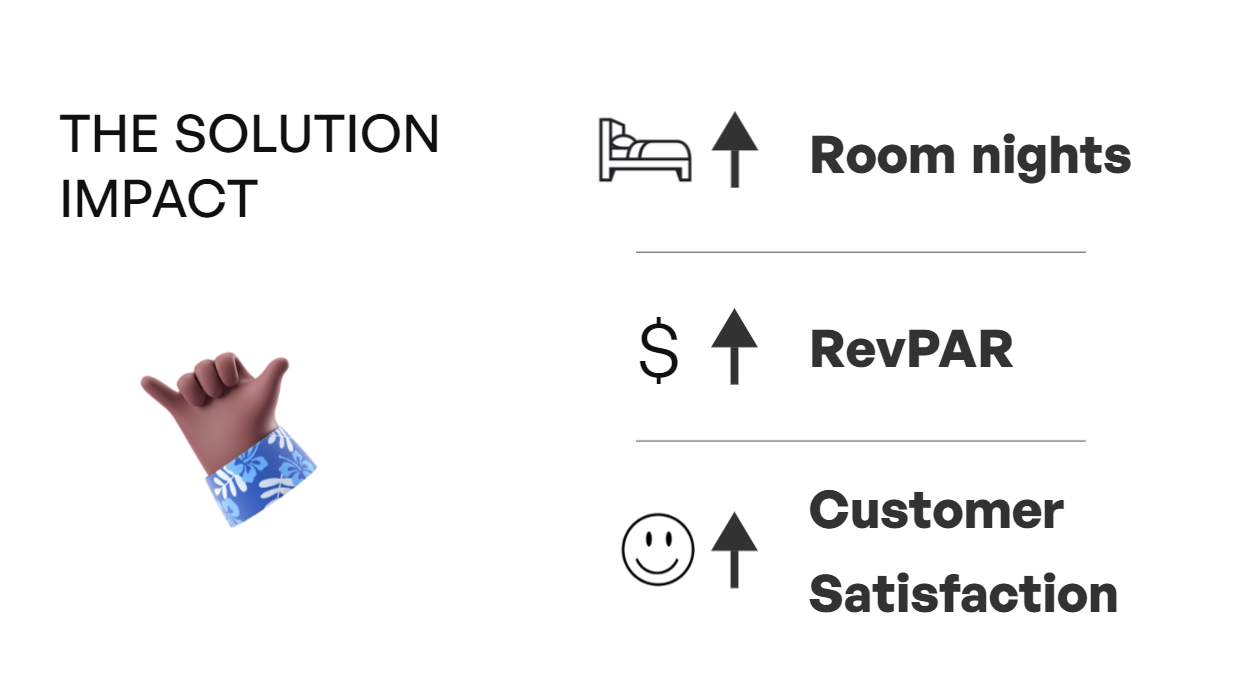 THE SOLUTION
IMPACT
Room nights
$
RevPAR
Customer
Satisfaction